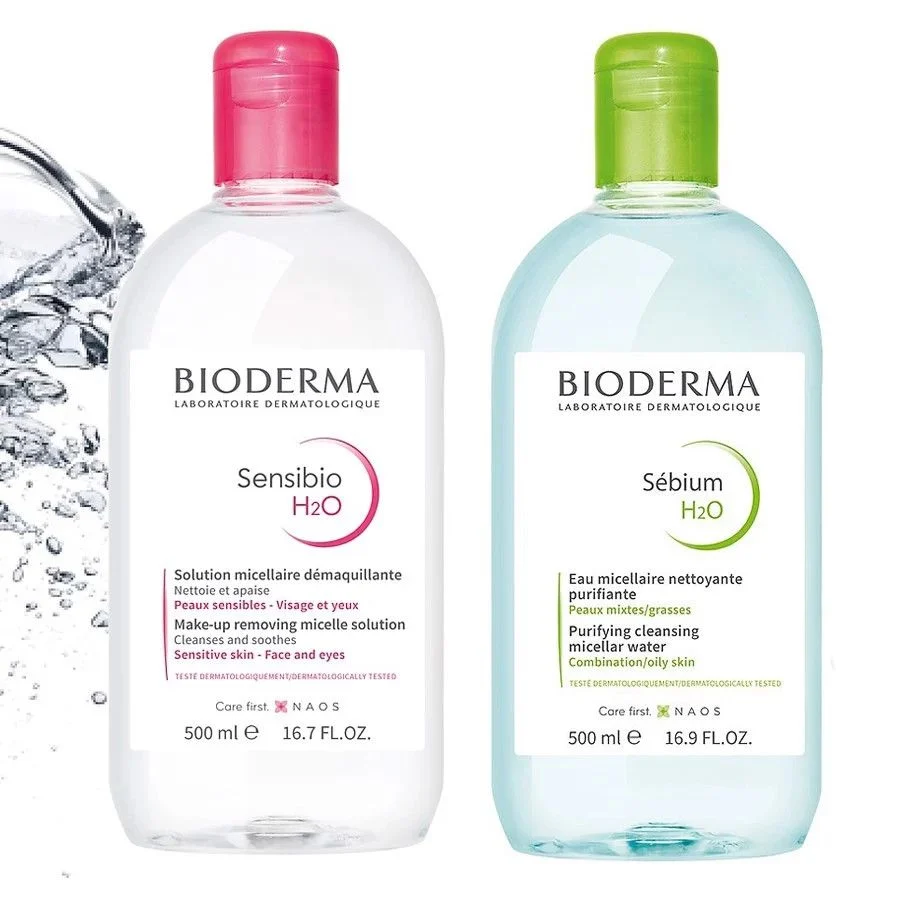 BIODERMA
LABORATOIRE DERMATOLOGIQUE
Sensibio
H2O
Solution micellaire démaquillante
Nettoie et apaise
Peaux sensibles - Visage et yeux
Make-up removing micelle solution
Cleanses and soothes
Sensitive skin - Face and eyes
TESTÉ DERMATOLOGIQUEMENT/DERMATOLOGICALLY TESTED
Care first. NAOS
500 ml ℮ 16.7 FL.OZ.
BIODERMA
LABORATOIRE DERMATOLOGIQUE
Sébium
H2O
Eau micellaire nettoyante
purifiante
Peaux mixtes/grasses
Purifying cleansing
micellar water
Combination/oily skin
TESTÉ DERMATOLOGIQUEMENT/DERMATOLOGICALLY TESTED
Care first. NAOS
500 ml ℮ 16.9 FL.OZ.